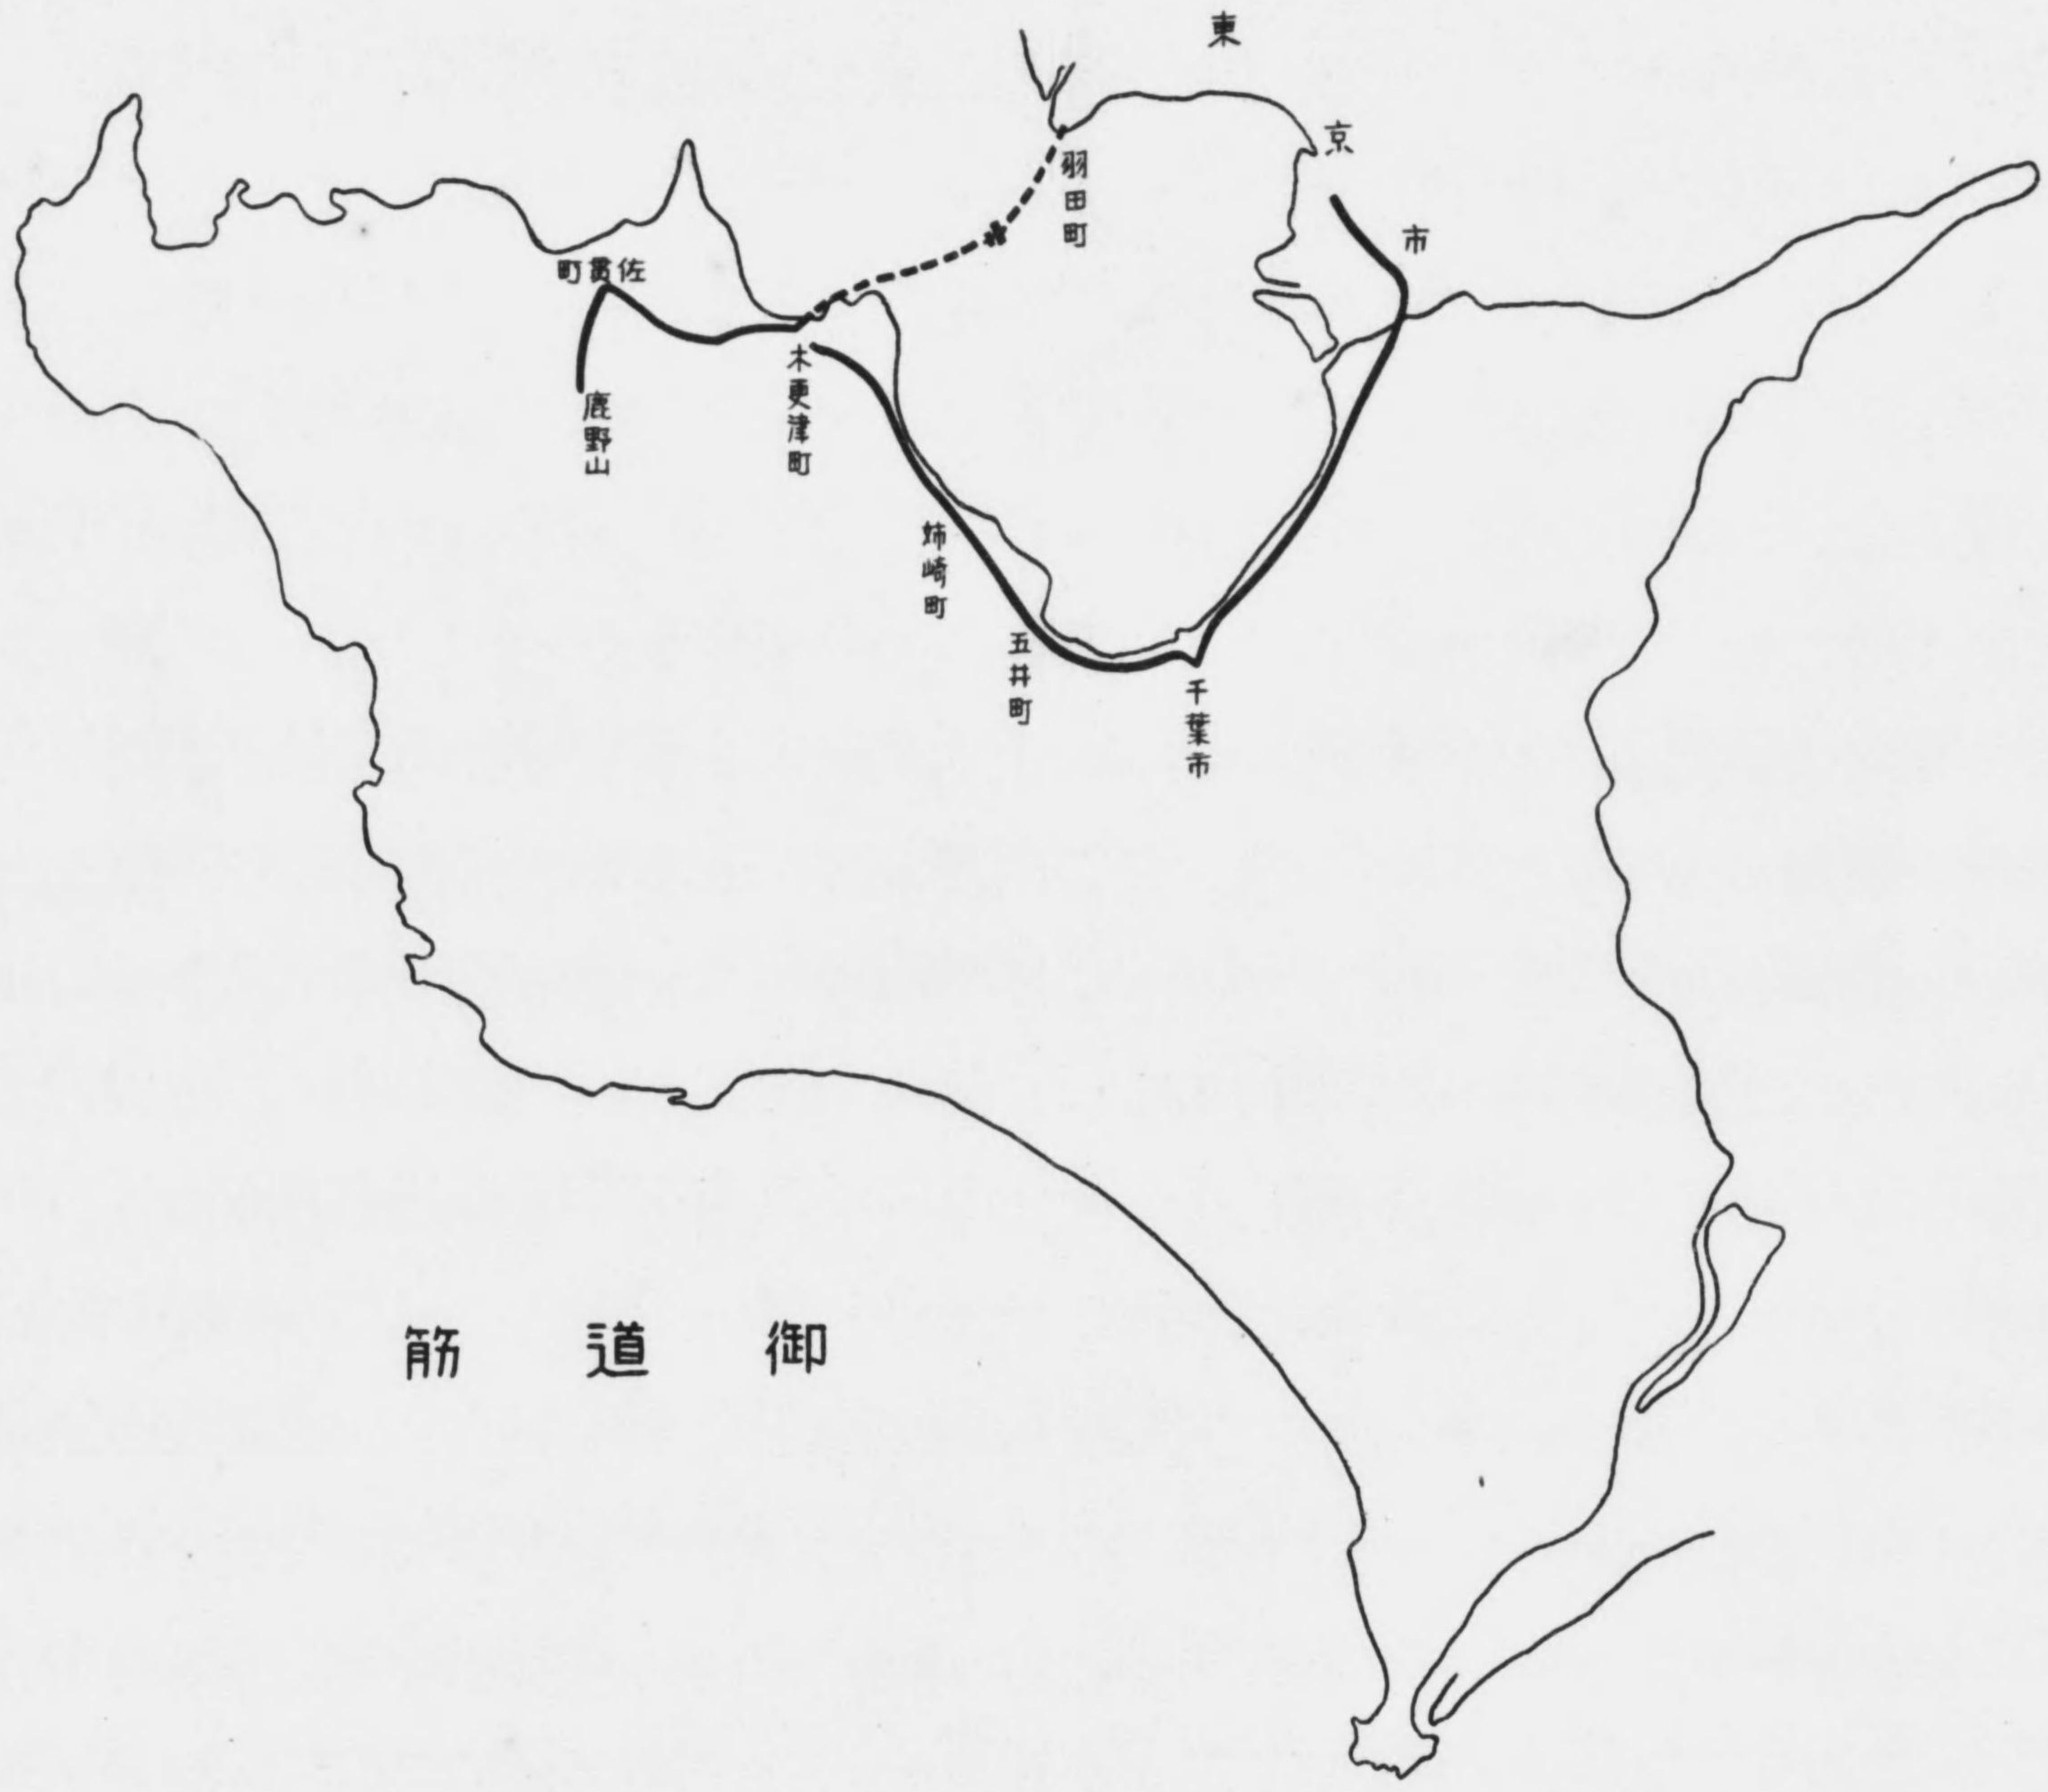 東京市
羽田町
佐貫町
鹿野山
木更津町
姉崎町
五井町
千葉市
御道筋